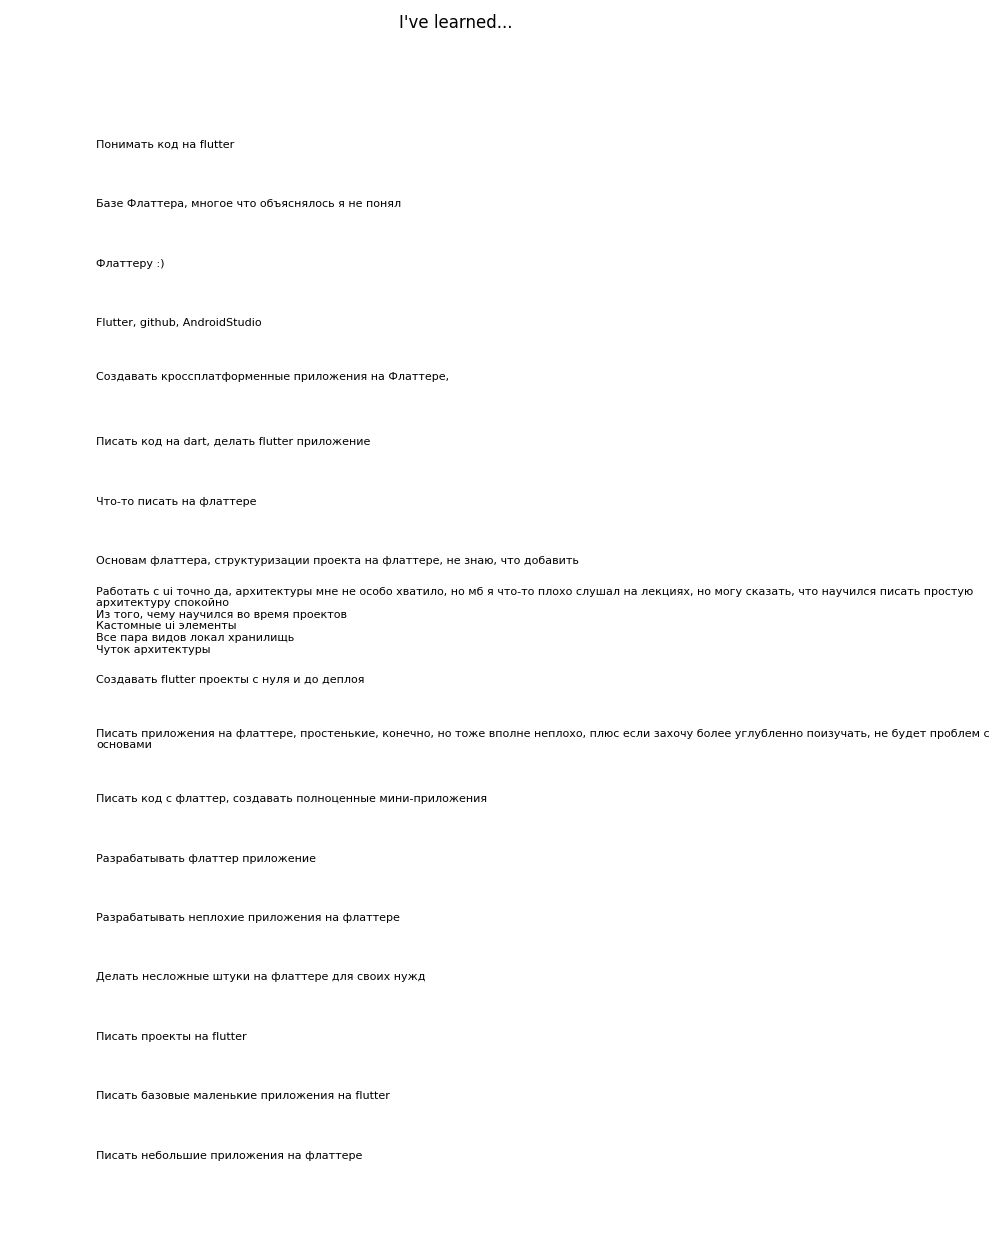 I've learned...
Понимать код на flutter
Базе Флаттера, многое что объяснялось я не понял
Флаттеру :)
Flutter, github, AndroidStudio
Создавать кроссплатформенные приложения на Флаттере,
Писать код на dart, делать flutter приложение
Что-то писать на флаттере
Основам флаттера, структуризации проекта на флаттере, не знаю, что добавить
Работать с ui точно да, архитектуры мне не особо хватило, но мб я что-то плохо слушал на лекциях, но могу сказать, что научился писать простую
архитектуру спокойно
Из того, чему научился во время проектов
Кастомные ui элементы
Все пара видов локал хранилищь
Чуток архитектуры
Создавать flutter проекты с нуля и до деплоя
Писать приложения на флаттере, простенькие, конечно, но тоже вполне неплохо, плюс если захочу более углубленно поизучать, не будет проблем с
основами
Писать код с флаттер, создавать полноценные мини-приложения
Разрабатывать флаттер приложение
Разрабатывать неплохие приложения на флаттере
Делать несложные штуки на флаттере для своих нужд
Писать проекты на flutter
Писать базовые маленькие приложения на flutter
Писать небольшие приложения на флаттере